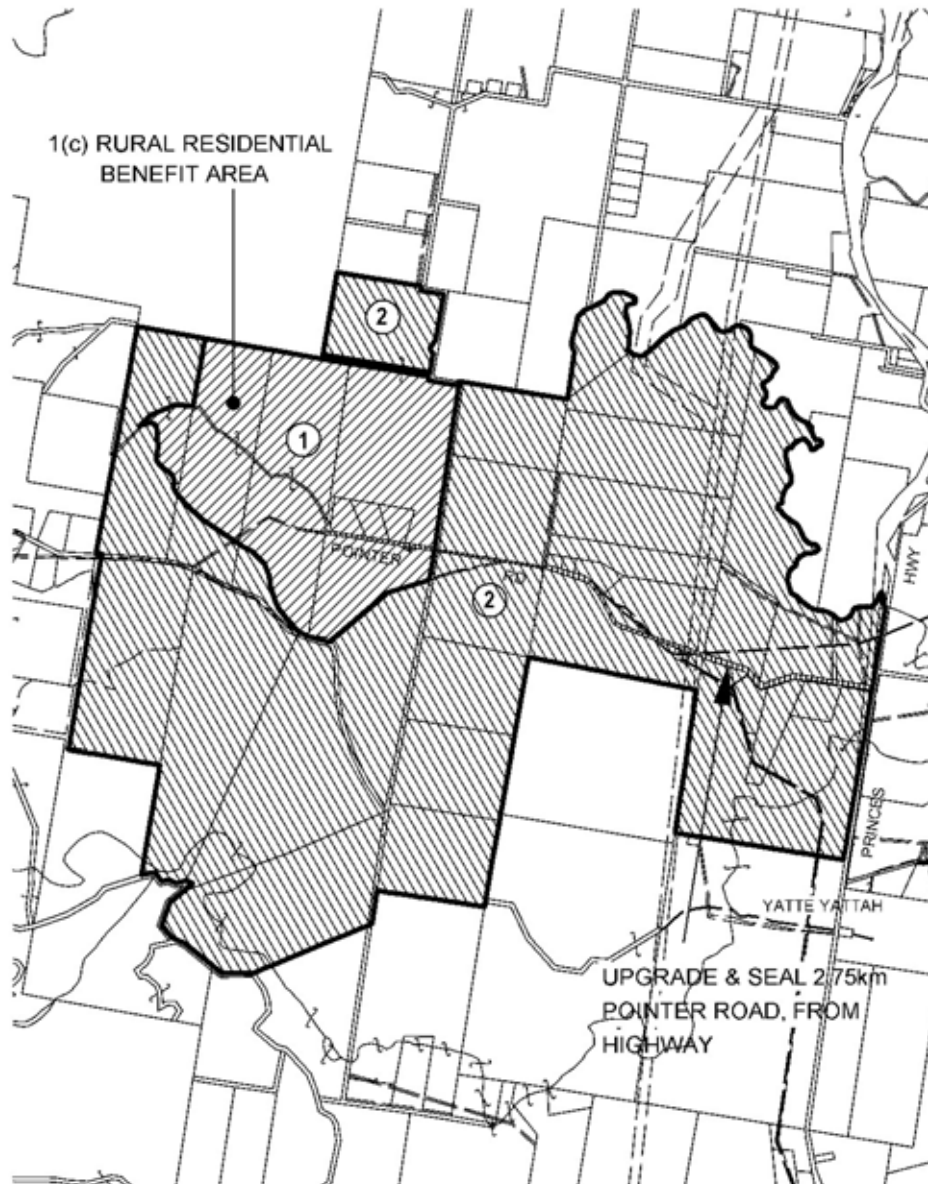 1(c) RURAL RESIDENTIAL
BENEFIT AREA
2
1
POINTER
RD
2
HWY
PRINCES
YATTE YATTAH
UPGRADE & SEAL 2.75km
POINTER ROAD, FROM
HIGHWAY